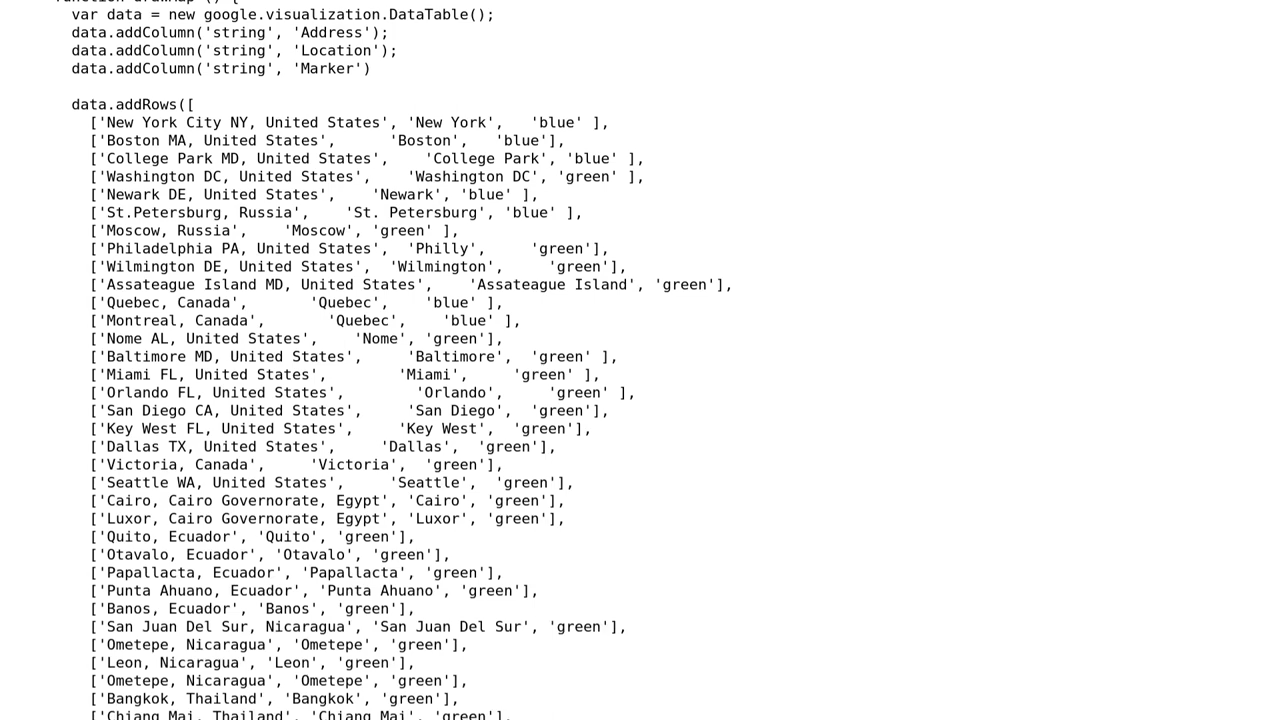 function drawMap () {
var data = new google.visualization.DataTable();
data.addColumn('string', 'Address');
data.addColumn('string', 'Location');
data.addColumn('string', 'Marker')
data.addRows([
['New York City NY, United States', 'New York',   'blue' ],
['Boston MA, United States',      'Boston',   'blue'],
['College Park MD, United States',    'College Park', 'blue' ],
['Washington DC, United States',    'Washington DC', 'green' ],
['Newark DE, United States',    'Newark', 'blue' ],
['St.Petersburg, Russia',    'St. Petersburg', 'blue' ],
['Moscow, Russia',    'Moscow', 'green' ],
['Philadelphia PA, United States',  'Philly',     'green'],
['Wilmington DE, United States',  'Wilmington',     'green'],
['Assateague Island MD, United States',    'Assateague Island', 'green'],
['Quebec, Canada',       'Quebec',    'blue' ],
['Montreal, Canada',       'Quebec',    'blue' ],
['Nome AL, United States',    'Nome', 'green'],
['Baltimore MD, United States',     'Baltimore',  'green' ],
['Miami FL, United States',        'Miami',     'green' ],
['Orlando FL, United States',        'Orlando',     'green' ],
['San Diego CA, United States',     'San Diego',  'green'],
['Key West FL, United States',     'Key West',  'green'],
['Dallas TX, United States',     'Dallas',  'green'],
['Victoria, Canada',     'Victoria',  'green'],
['Seattle WA, United States',     'Seattle',  'green'],
['Cairo, Cairo Governorate, Egypt', 'Cairo', 'green'],
['Luxor, Cairo Governorate, Egypt', 'Luxor', 'green'],
['Quito, Ecuador', 'Quito', 'green'],
['Otavalo, Ecuador', 'Otavalo', 'green'],
['Papallacta, Ecuador', 'Papallacta', 'green'],
['Punta Ahuano, Ecuador', 'Punta Ahuano', 'green'],
['Banos, Ecuador', 'Banos', 'green'],
['San Juan Del Sur, Nicaragua', 'San Juan Del Sur', 'green'],
['Ometepe, Nicaragua', 'Ometepe', 'green'],
['Leon, Nicaragua', 'Leon', 'green'],
['Ometepe, Nicaragua', 'Ometepe', 'green'],
['Bangkok, Thailand', 'Bangkok', 'green'],
['Chiang Mai, Thailand', 'Chiang Mai', 'green'],